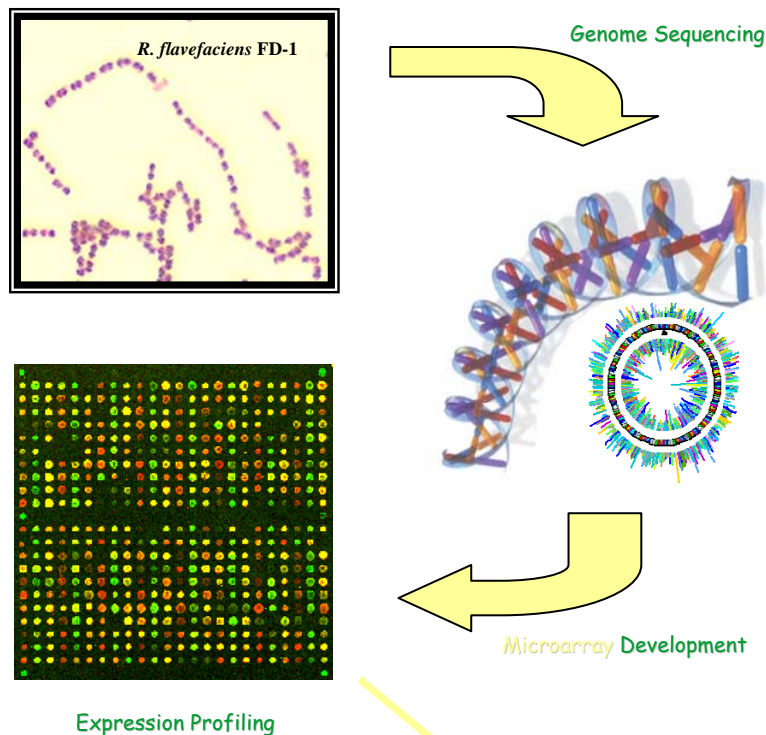 R. flavefaciens FD-1
Genome Sequencing
Microarray Development
Expression Profiling